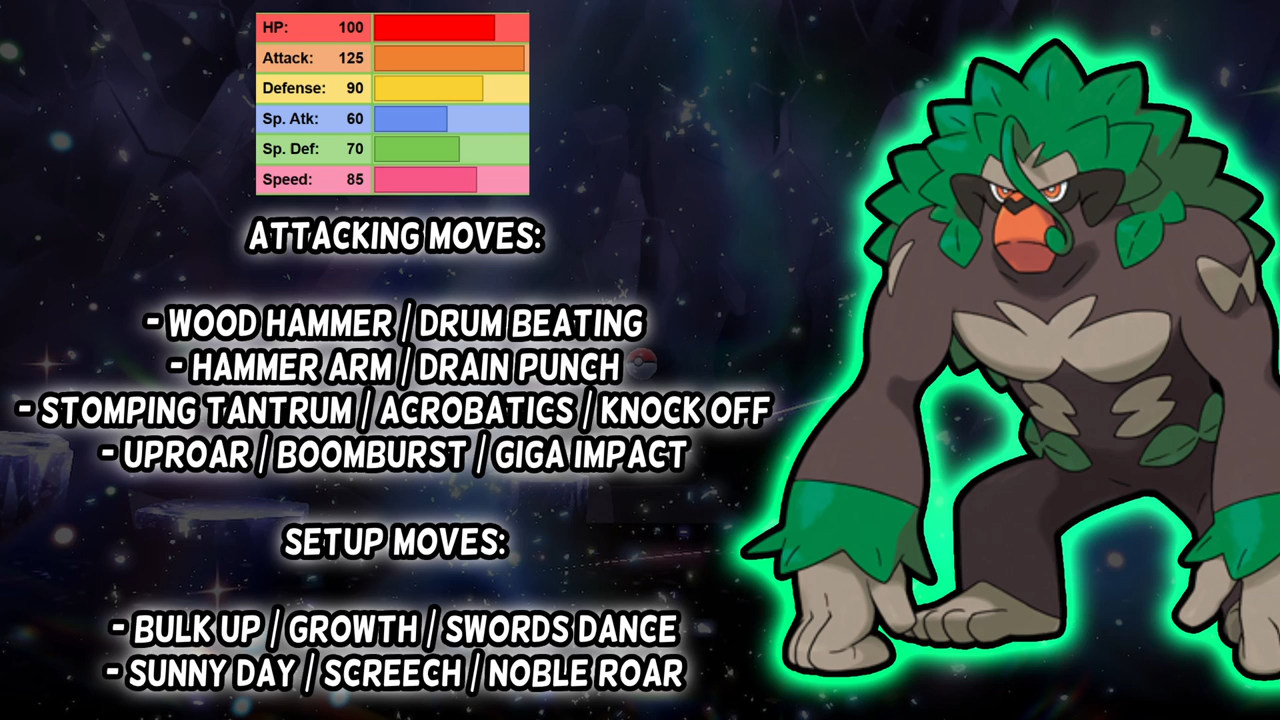 HP: 100
Attack: 125
Defense: 90
Sp. Atk: 60
Sp. Def: 70
Speed: 85
ATTACKING MOVES:
- WOOD HAMMER / DRUM BEATING
- HAMMER ARM / DRAIN PUNCH
- STOMPING TANTRUM / ACROBATICS / KNOCK OFF
- UPROAR / BOOMBURST / GIGA IMPACT
SETUP MOVES:
- BULK UP / GROWTH / SWORDS DANCE
- SUNNY DAY / SCREECH / NOBLE ROAR